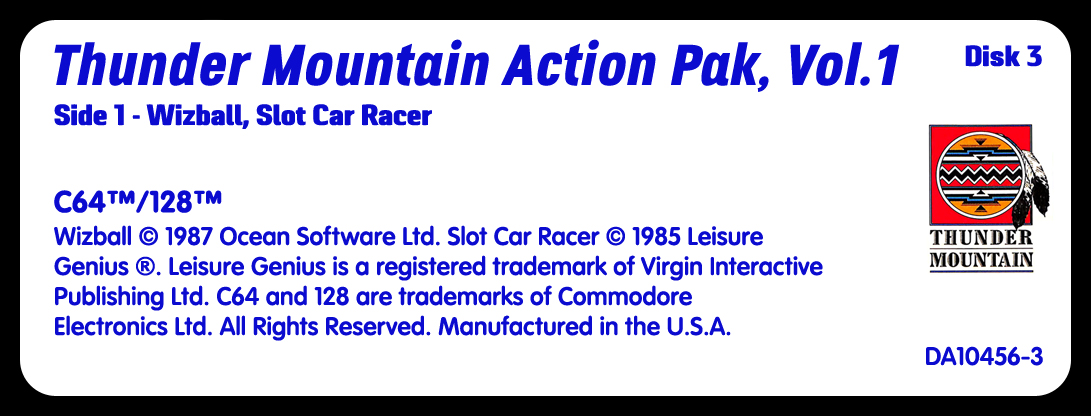 Thunder Mountain Action Pak, Vol.1
Disk 3
Side 1 - Wizball, Slot Car Racer
C64™/128™
Wizball © 1987 Ocean Software Ltd. Slot Car Racer © 1985 Leisure
Genius ®. Leisure Genius is a registered trademark of Virgin Interactive
Publishing Ltd. C64 and 128 are trademarks of Commodore
Electronics Ltd. All Rights Reserved. Manufactured in the U.S.A.
THUNDER
MOUNTAIN
DA10456-3